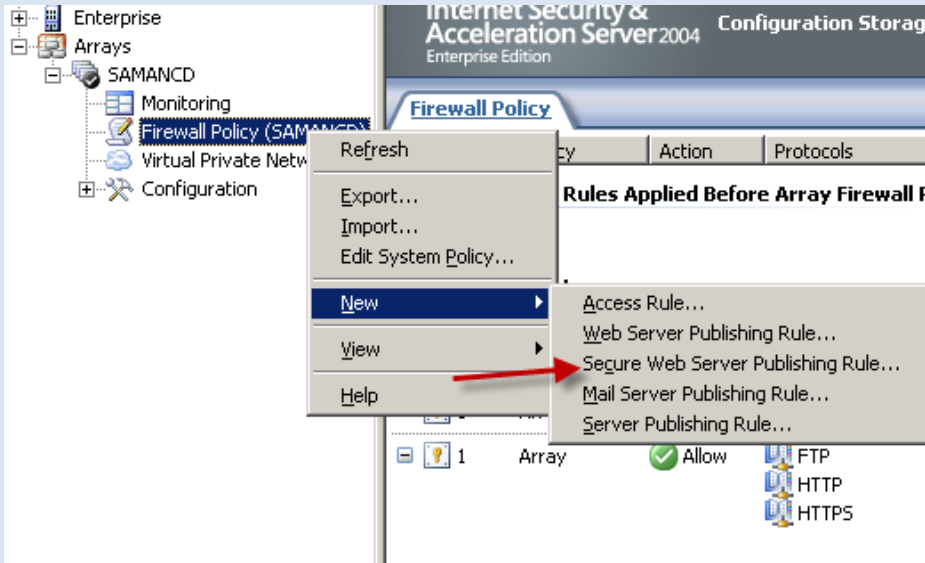 Enterprise
Arrays
SAMANCD
Monitoring
Firewall Policy (SAMANCD)
Virtual Private Netw
Configuration
Internet Security &
Acceleration Server 2004
Enterprise Edition
Configuration Storag
Firewall Policy
cy Action Protocols
Rules Applied Before Array Firewall P
Refresh
Export...
Import...
Edit System Policy...
New
View
Help
Access Rule...
Web Server Publishing Rule...
Secure Web Server Publishing Rule...
Mail Server Publishing Rule...
Server Publishing Rule...
1 Array Allow FTP
HTTP
HTTPS